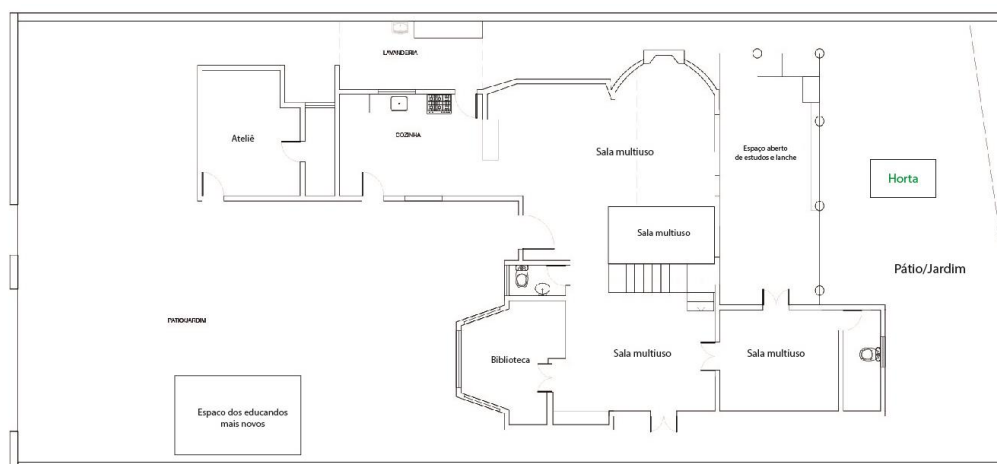 LAVANDERIA
COZINHA
Ateliê
Sala multiuso
Espaço aberto
de estudos e lanche
Horta
Sala multiuso
Pátio/Jardim
PATIO/JARDIM
Biblioteca
Sala multiuso
Sala multiuso
Espaco dos educandos
mais novos